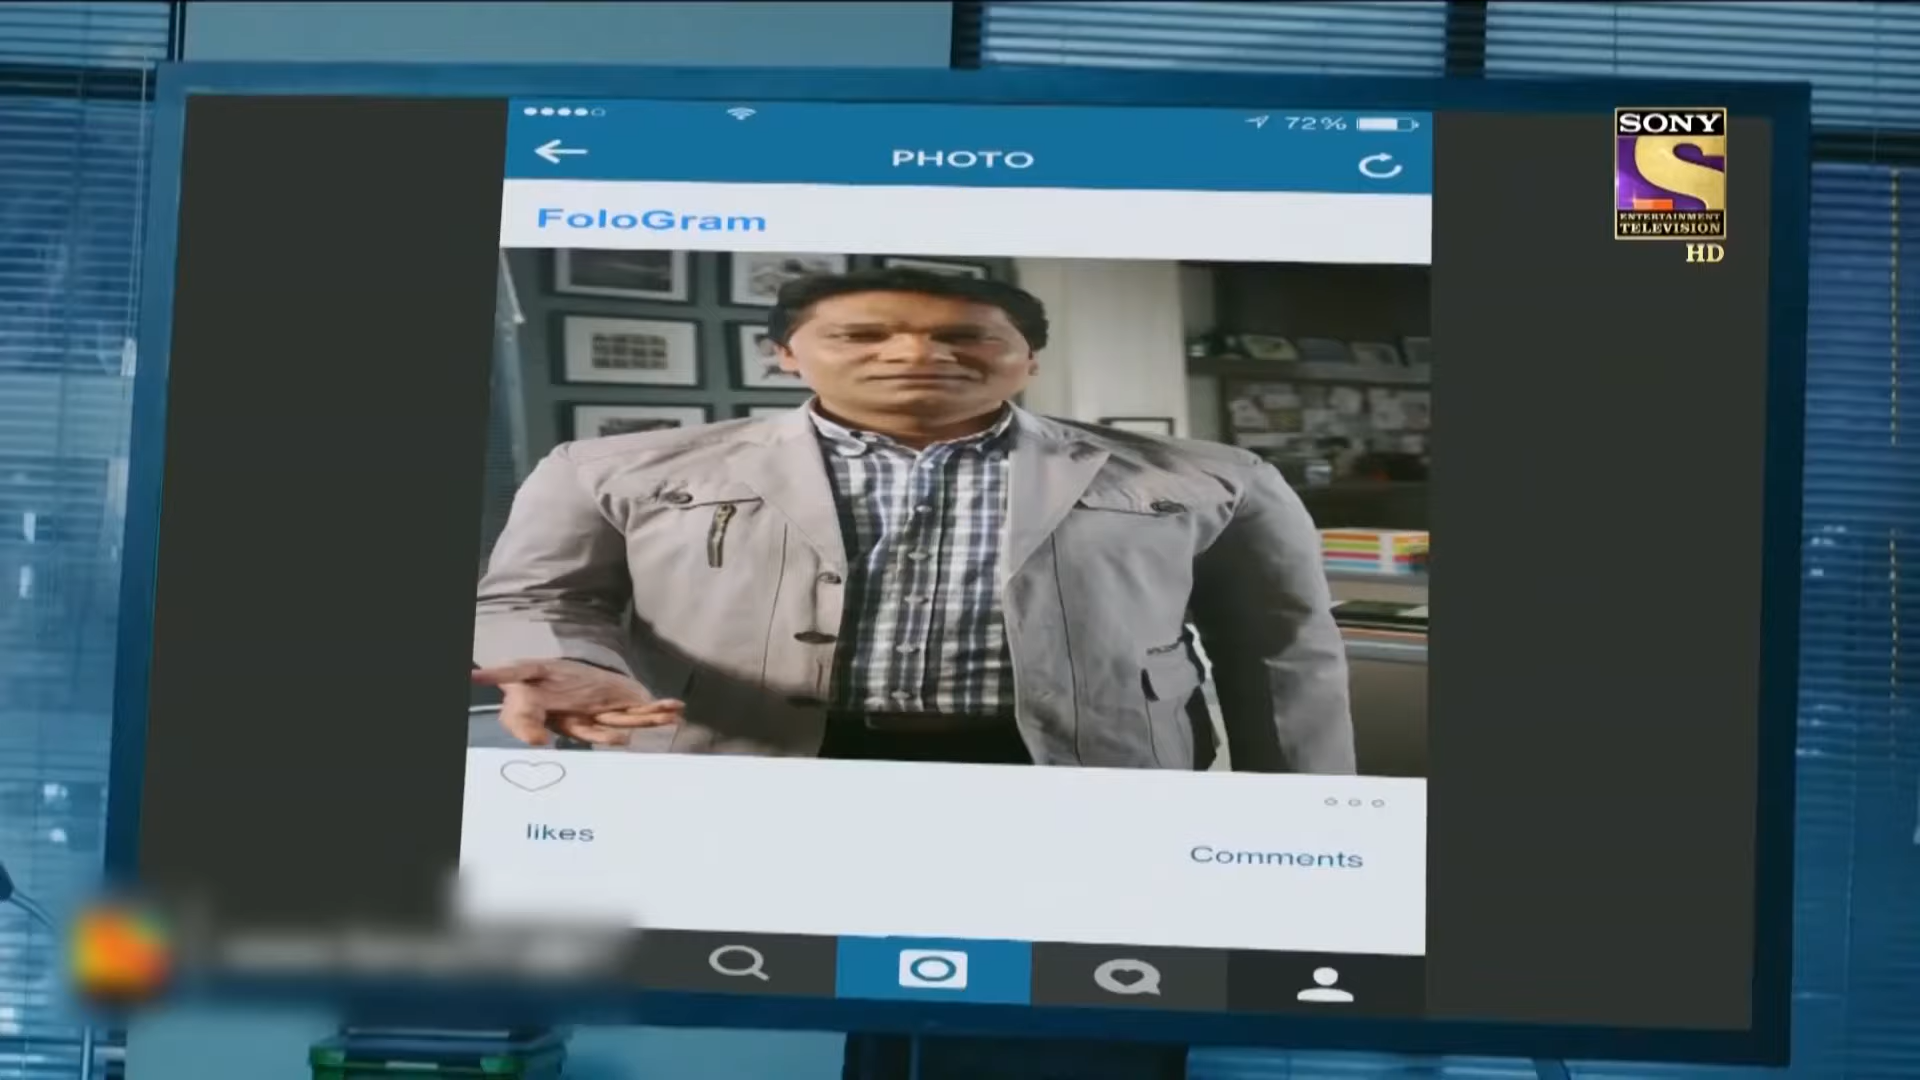 72%
PHOTO
FoloGram
likes
Comments
SONY
ENTERTAINMENT
TELEVISION
HD